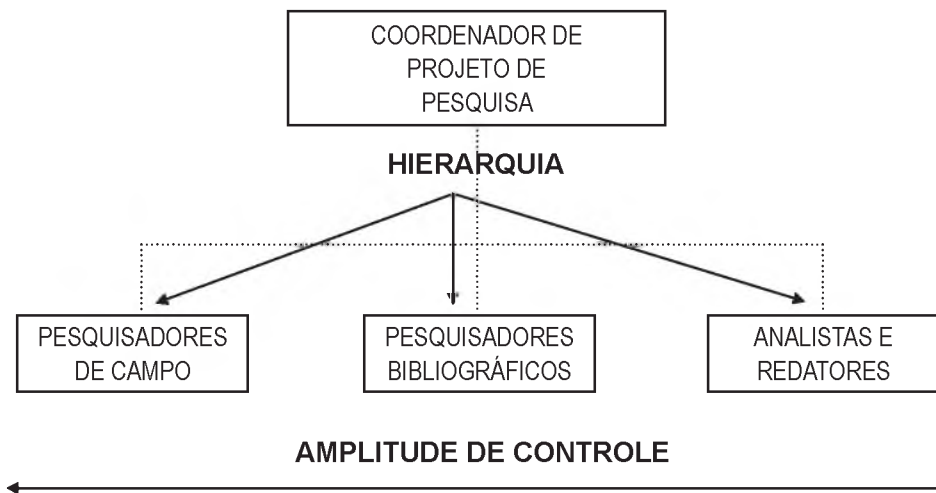 COORDENADOR DE
PROJETO DE
PESQUISA
HIERARQUIA
PESQUISADORES
DE CAMPO
PESQUISADORES
BIBLIOGRÁFICOS
ANALISTAS E
REDATORES
AMPLITUDE DE CONTROLE